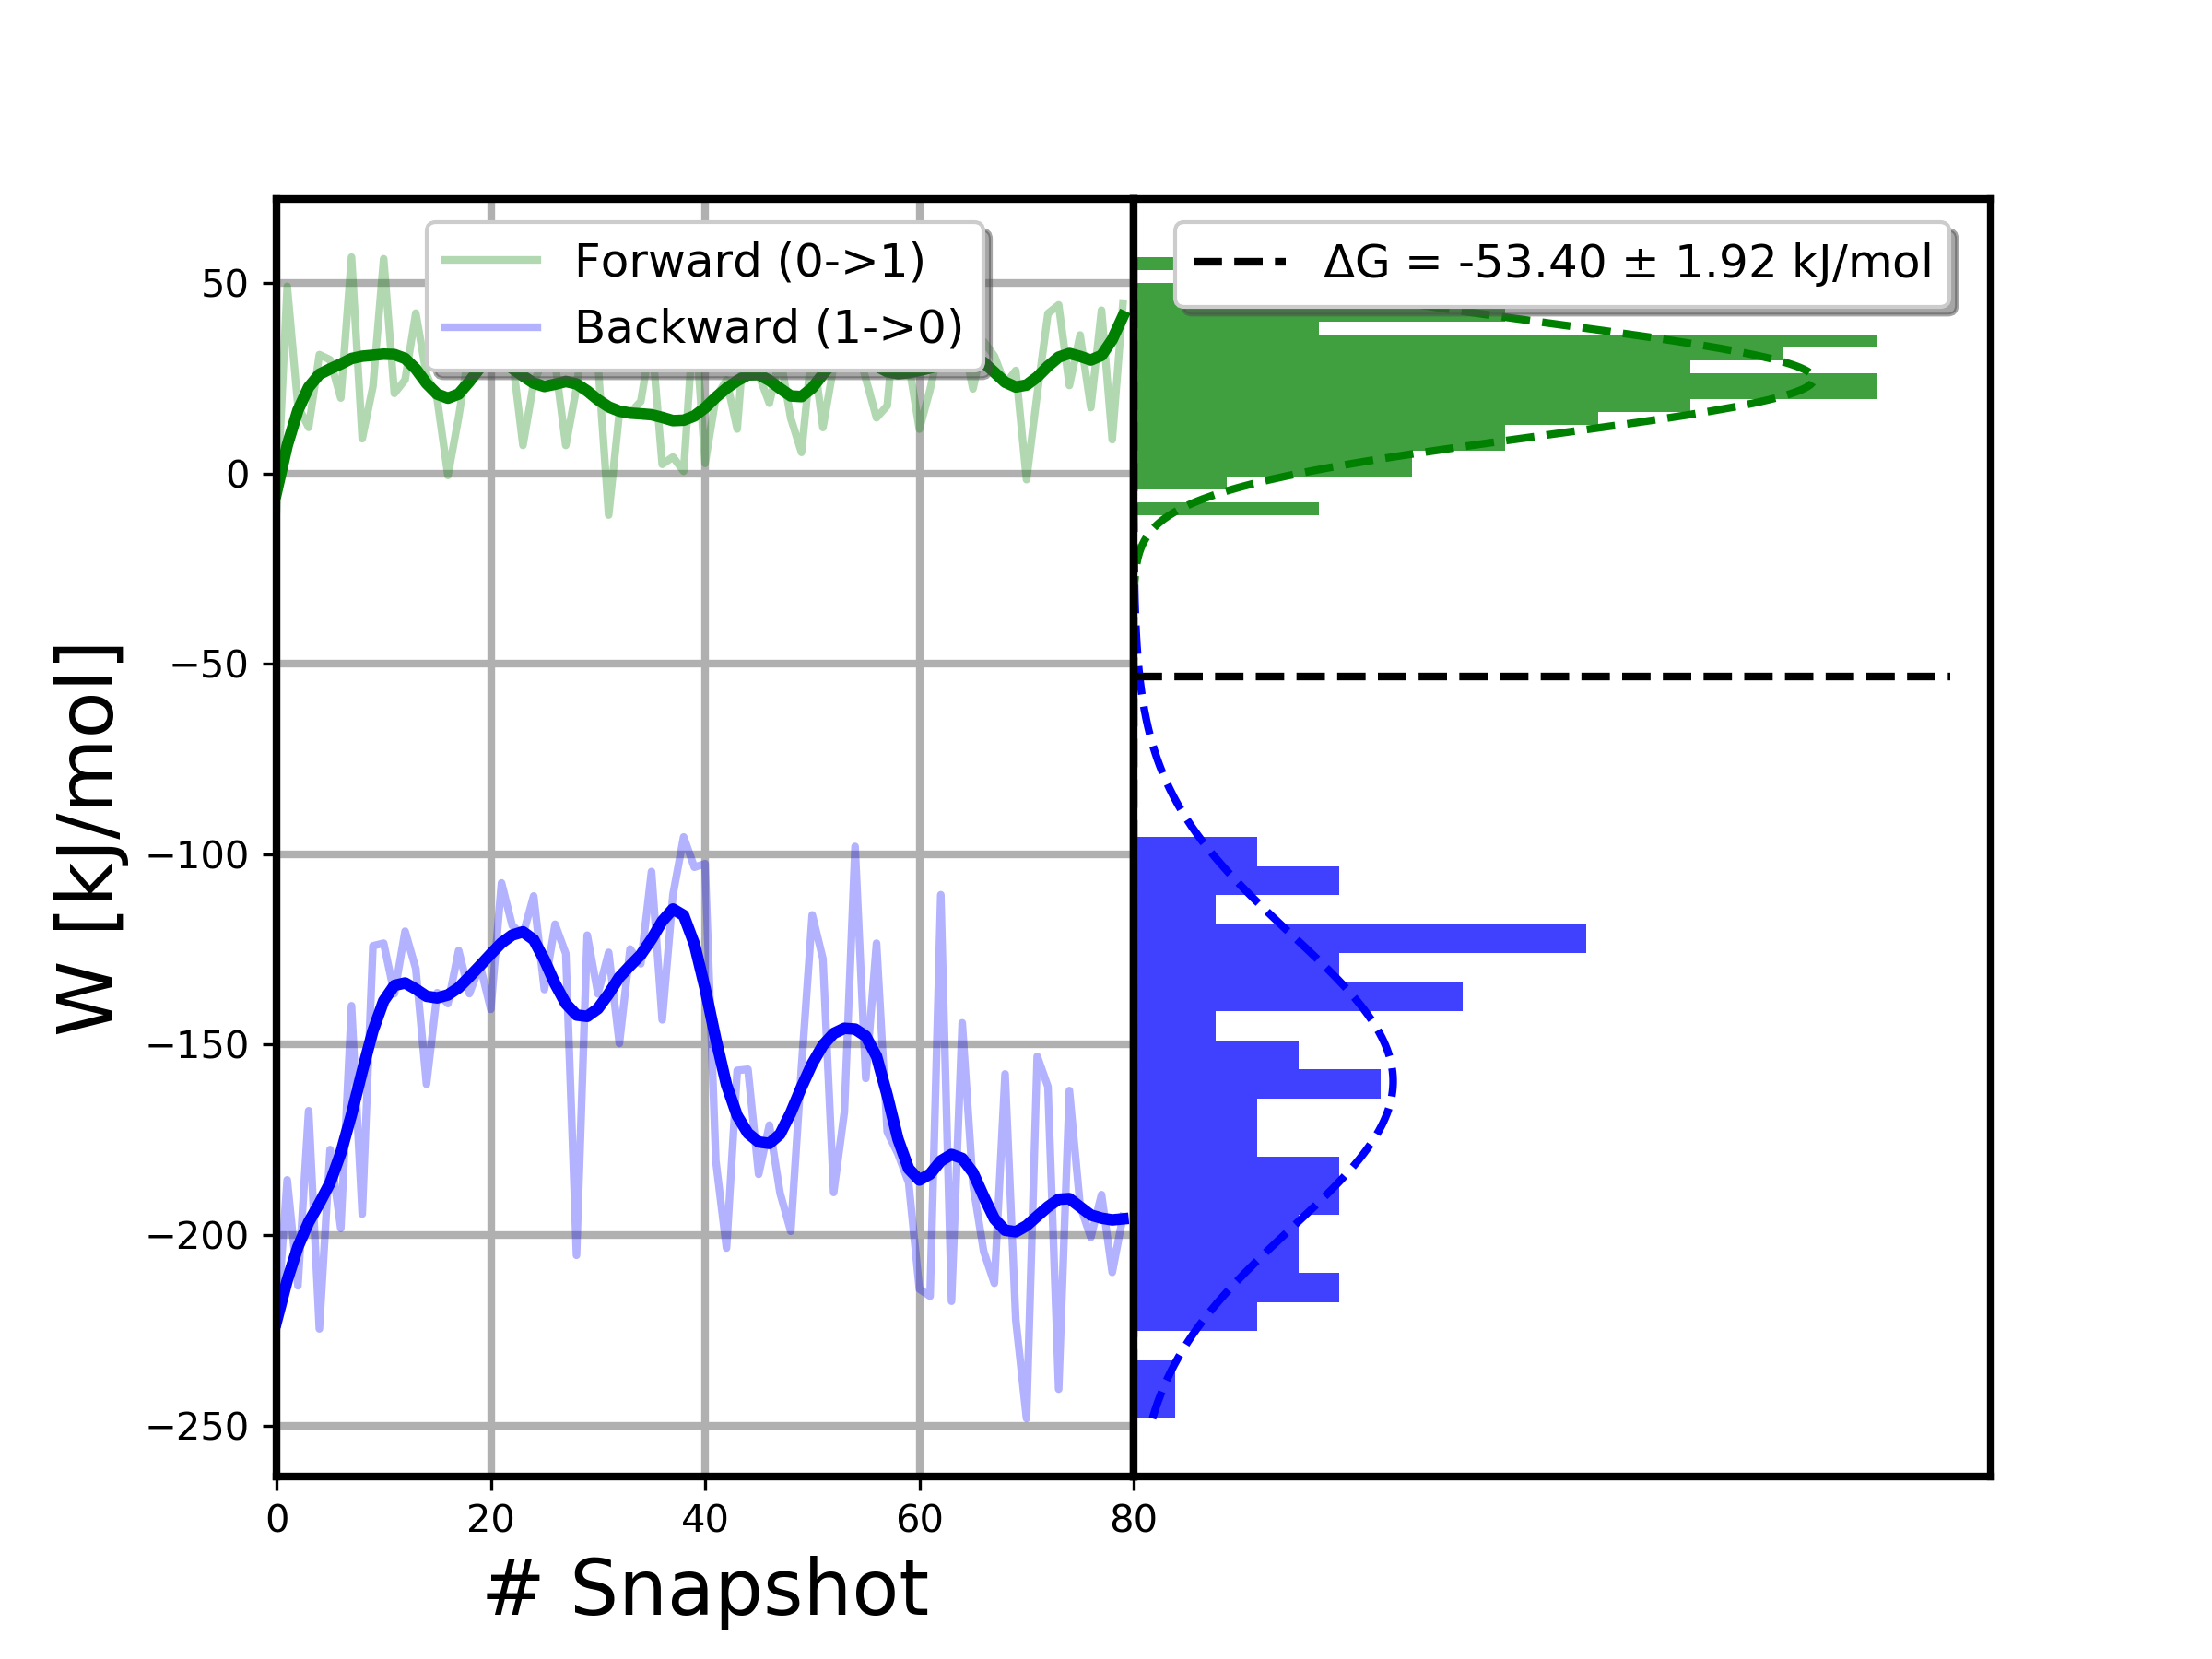 Forward (0->1)
Backward (1->0)
ΔG = -53.40 ± 1.92 kJ/mol
W [kJ/mol]
50
0
−50
−100
−150
−200
−250
0 20 40 60 80
# Snapshot